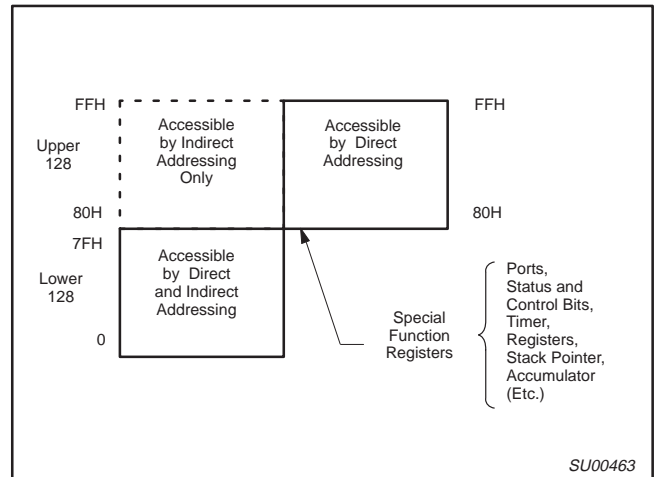 FFH
Upper
128
80H
7FH
Lower
128
0
Accessible
by Indirect
Addressing
Only
Accessible
by Direct
Addressing
FFH
80H
Accessible
by Direct
and Indirect
Addressing
Special
Function
Registers
Ports,
Status and
Control Bits,
Timer,
Registers,
Stack Pointer,
Accumulator
(Etc.)
SU00463